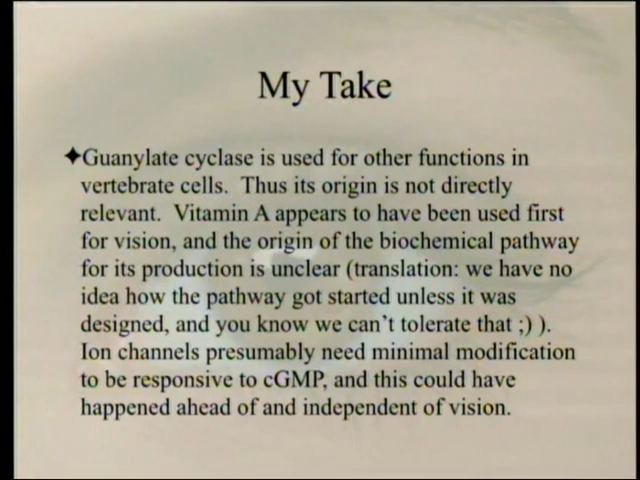 My Take
✦Guanylate cyclase is used for other functions in
vertebrate cells.  Thus its origin is not directly
relevant.  Vitamin A appears to have been used first
for vision, and the origin of the biochemical pathway
for its production is unclear (translation: we have no
idea how the pathway got started unless it was
designed, and you know we can't tolerate that ;) ).
Ion channels presumably need minimal modification
to be responsive to cGMP, and this could have
happened ahead of and independent of vision.